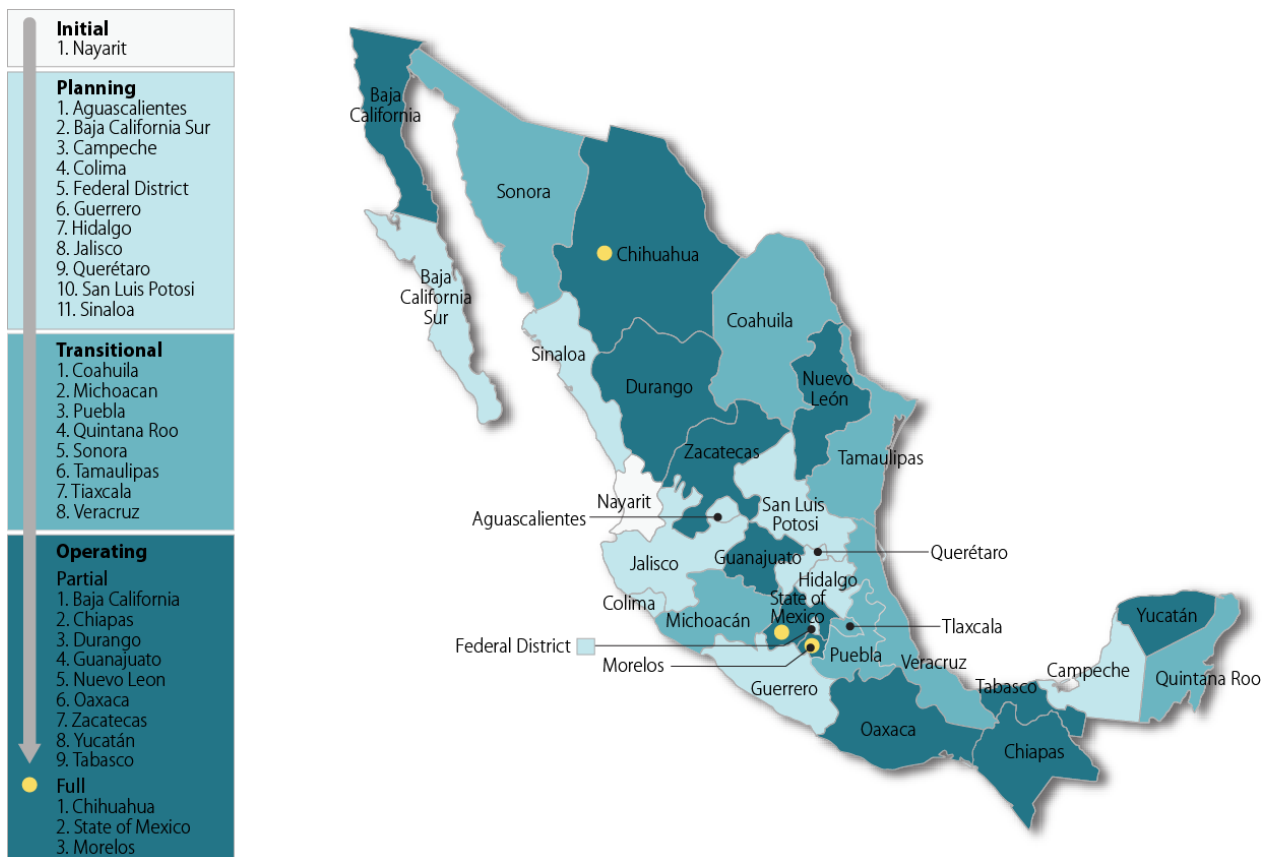 Initial
1. Nayarit
Planning
1. Aguascalientes
2. Baja California Sur
3. Campeche
4. Colima
5. Federal District
6. Guerrero
7. Hidalgo
8. Jalisco
9. Querétaro
10. San Luis Potosi
11. Sinaloa
Transitional
1. Coahuila
2. Michoacan
3. Puebla
4. Quintana Roo
5. Sonora
6. Tamaulipas
7. Tiaxcala
8. Veracruz
Operating
Partial
1. Baja California
2. Chiapas
3. Durango
4. Guanajuato
5. Nuevo Leon
6. Oaxaca
7. Zacatecas
8. Yucatán
9. Tabasco
Full
1. Chihuahua
2. State of Mexico
3. Morelos
Baja
California
Sonora
Chihuahua
Baja
California
Sur
Coahuila
Sinaloa
Durango
Nuevo
León
Zacatecas
Tamaulipas
Nayarit
San Luis
Potosi
Aguascalientes
Querétaro
Jalisco
Guanajuato
Hidalgo
Colima
State of
Mexico
Michoacán
Tlaxcala
Federal District
Morelos
Puebla
Veracruz
Guerrero
Yucatán
Campeche
Quintana Roo
Tabasco
Oaxaca
Chiapas